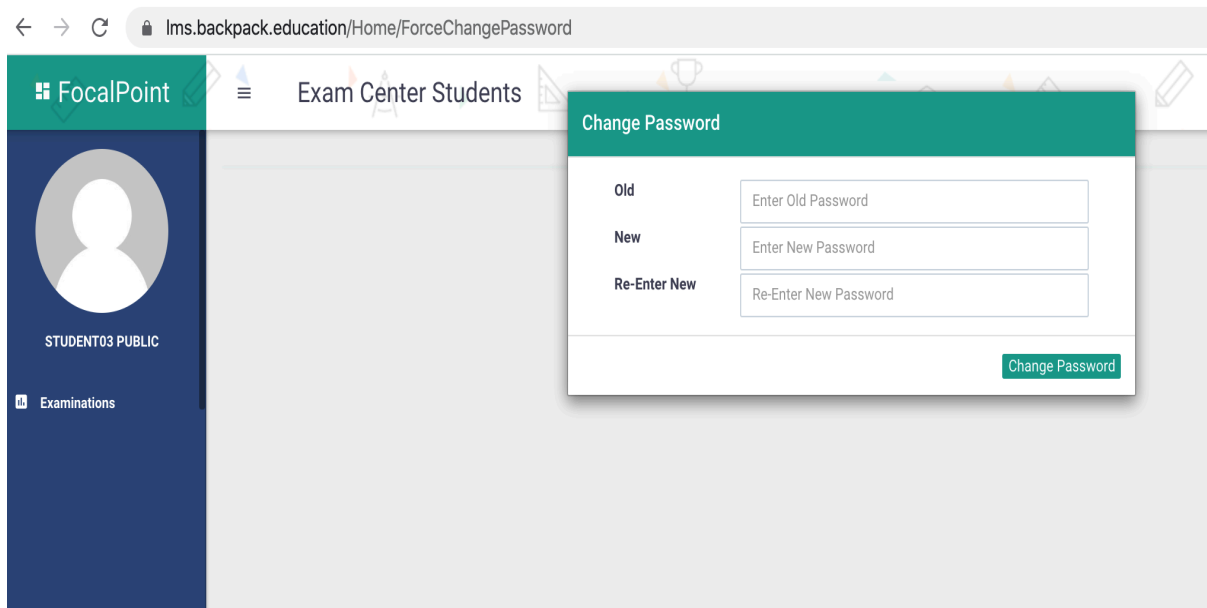 lms.backpack.education/Home/ForceChangePassword
FocalPoint
Exam Center Students
Change Password
Old
Enter Old Password
New
Enter New Password
Re-Enter New
Re-Enter New Password
Change Password
STUDENT03 PUBLIC
Examinations